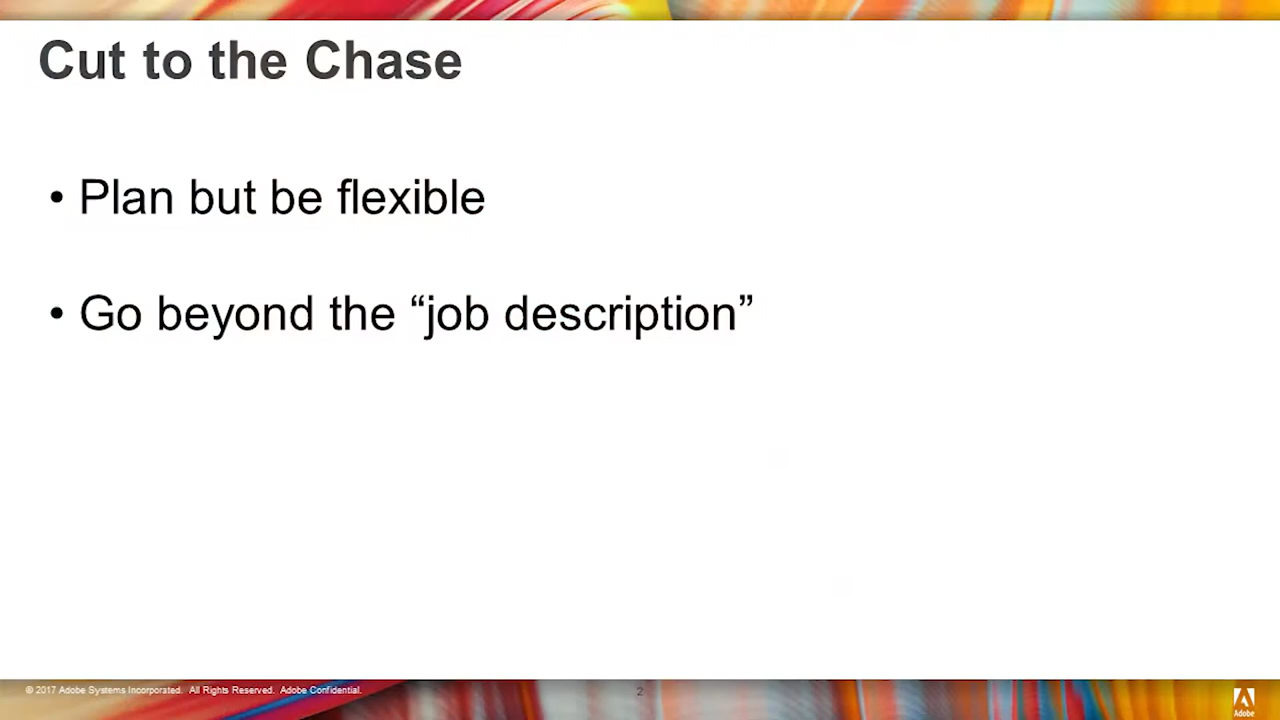 Cut to the Chase
• Plan but be flexible
• Go beyond the “job description”
© 2017 Adobe Systems Incorporated. All Rights Reserved. Adobe Confidential.
2
Adobe